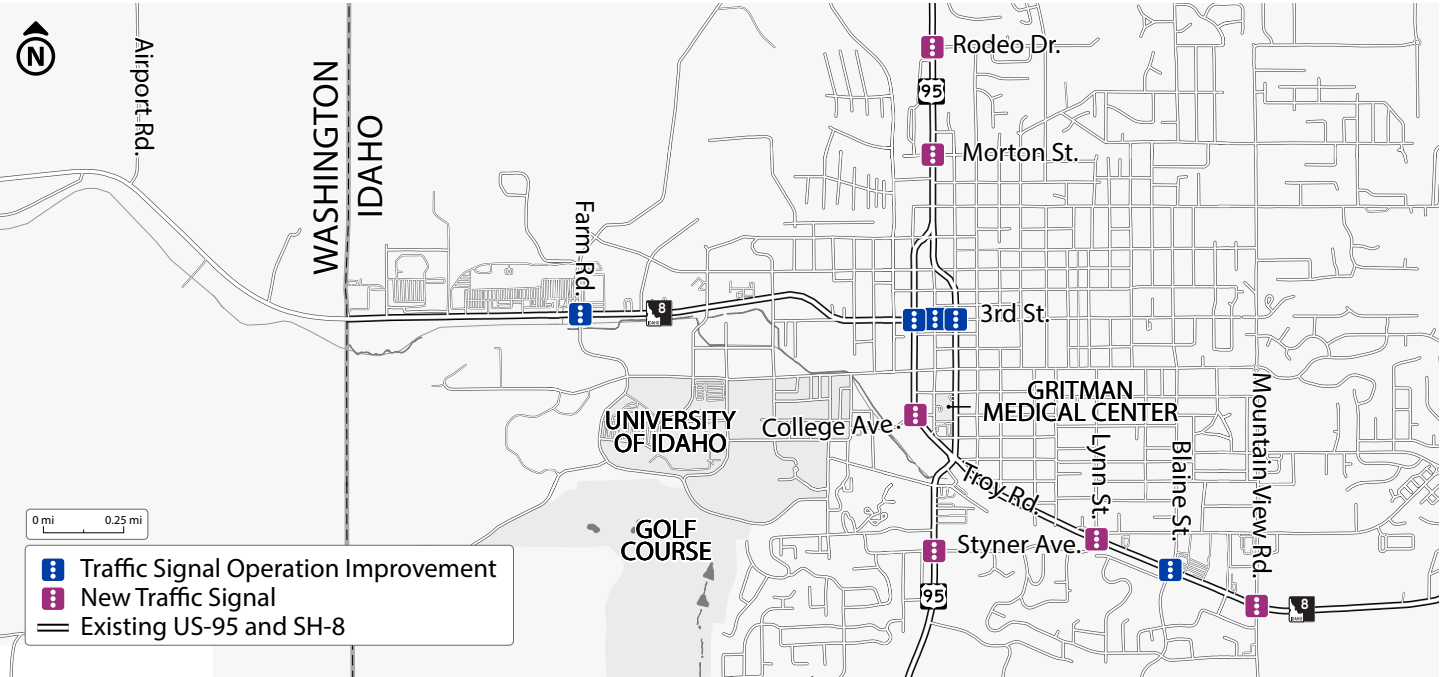 N
Airport Rd.
WASHINGTON
IDAHO
Farm Rd.
8
IDAHO
Rodeo Dr.
95
Morton St.
3rd St.
GRITMAN
MEDICAL CENTER
College Ave.
UNIVERSITY
OF IDAHO
GOLF
COURSE
Troy Rd.
Lynn St.
Blaine St.
Mountain View Rd.
Styner Ave.
95
8
IDAHO
0 mi 0.25 mi
Traffic Signal Operation Improvement
New Traffic Signal
Existing US-95 and SH-8